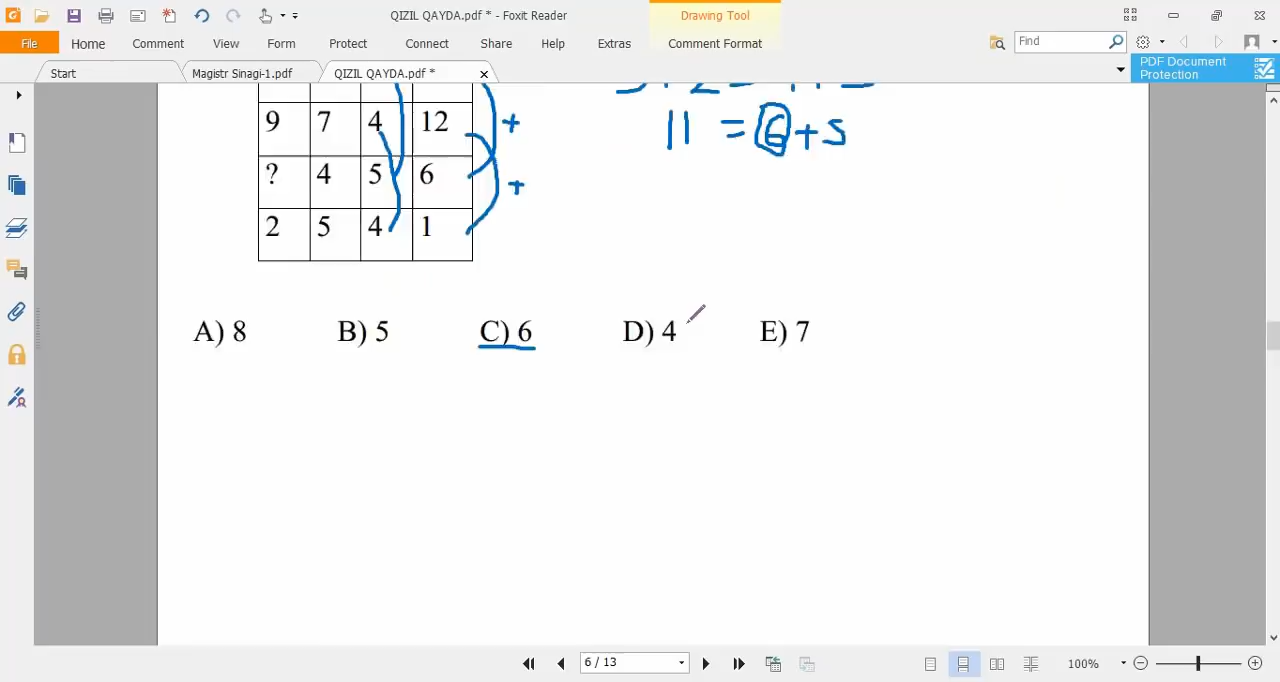 QIZIL QAYDA.pdf * - Foxit Reader
Drawing Tool
File Home Comment View Form Protect Connect Share Help Extras Comment Format Find
Start Magistr Sinagi-1.pdf QIZIL QAYDA.pdf * PDF Document Protection
9 7 4 12 +
11 = 6 + 5
? 4 5 6 +
2 5 4 1
A) 8 B) 5 C) 6 D) 4 E) 7
6 / 13 100%